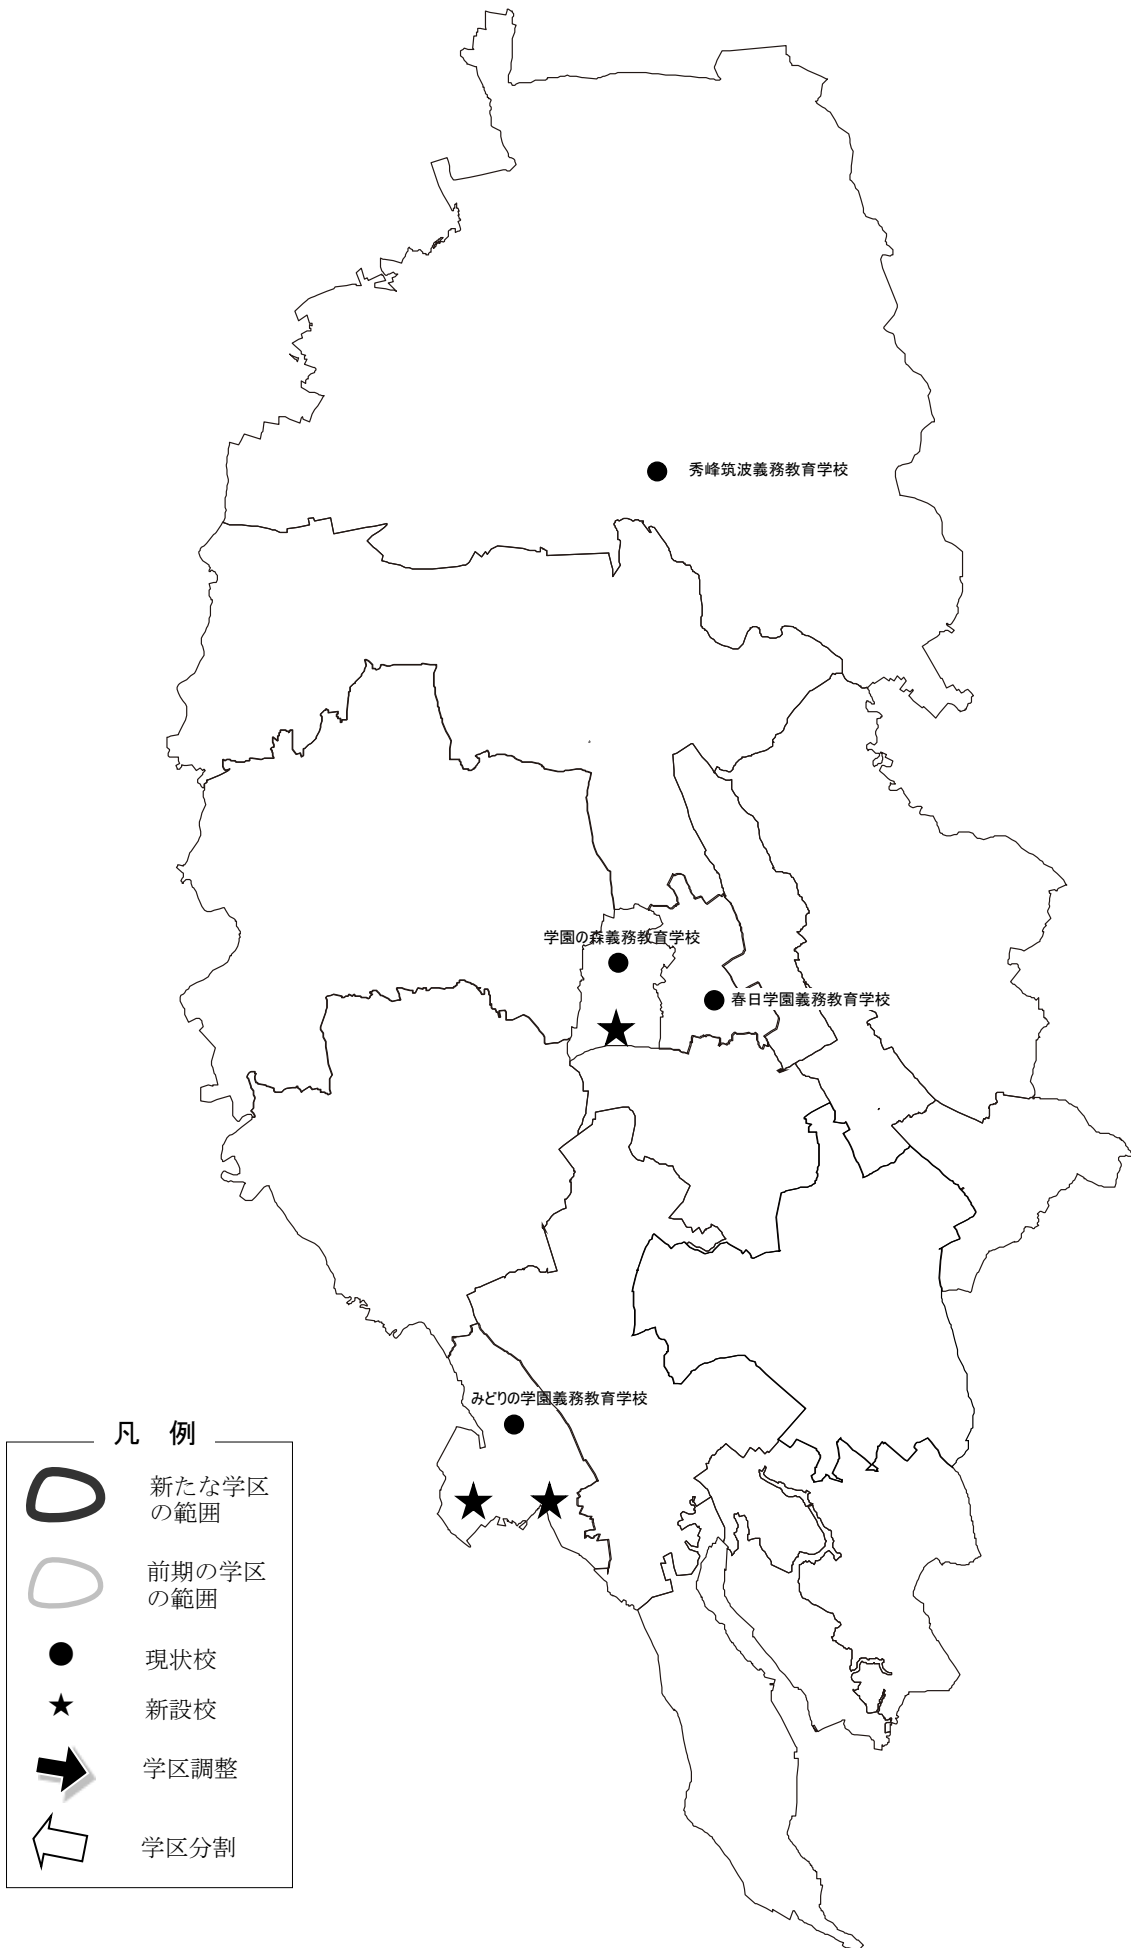 秀峰筑波義務教育学校
学園の森義務教育学校
春日学園義務教育学校
みどりの学園義務教育学校
凡 例
新たな学区
の範囲
前期の学区
の範囲
現状校
新設校
学区調整
学区分割